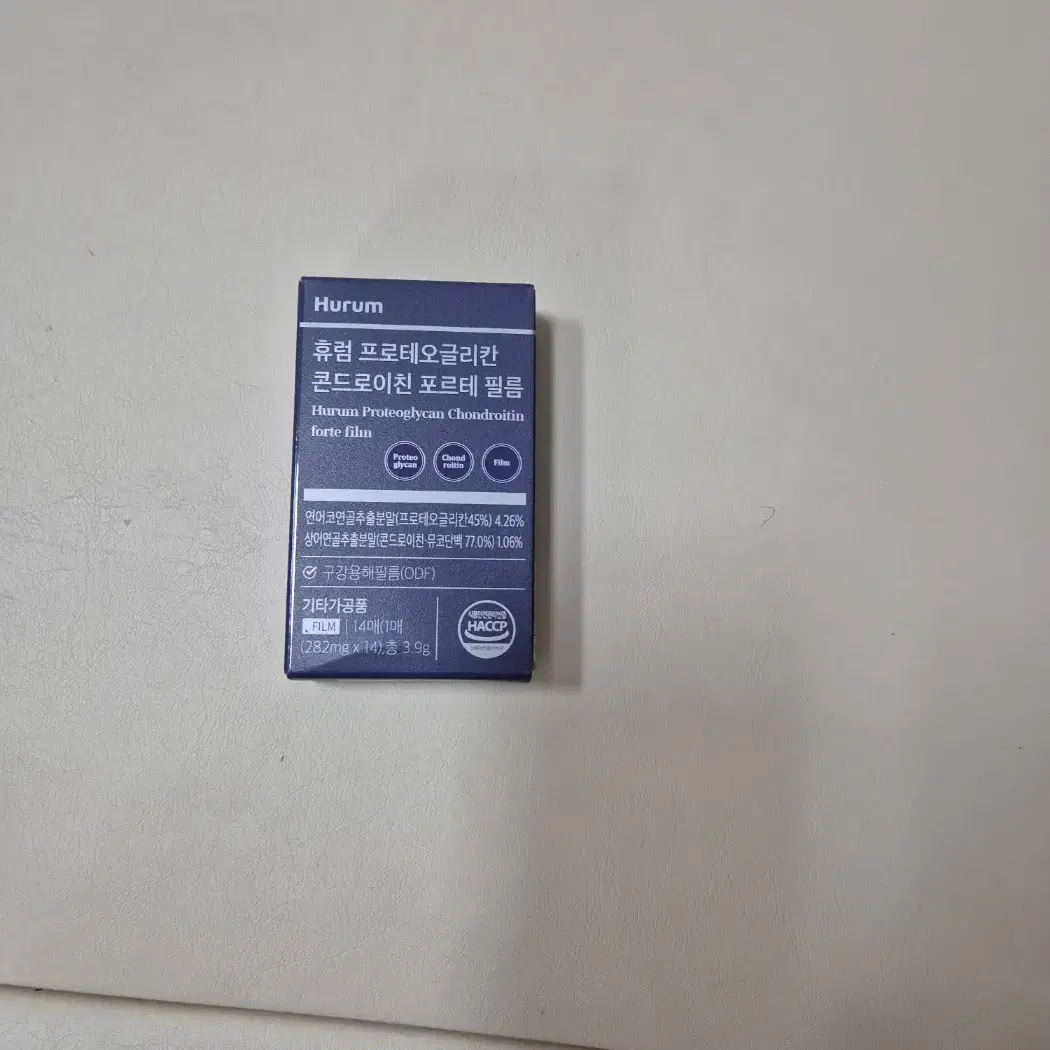 Hurum
휴럼 프로테오글리칸
콘드로이친 포르테 필름
Hurum Proteoglycan Chondroitin
forte film
Proteo
glycan
Chond
roitin
Film
연어코연골추출분말(프로테오글리칸45%) 4.26%
상어연골추출분말(콘드로이친·뮤코단백 77.0%) 1.06%
구강용해필름(ODF)
기타가공품
FILM | 14매(1매
(282mg x 14),총 3.9g
HACCP